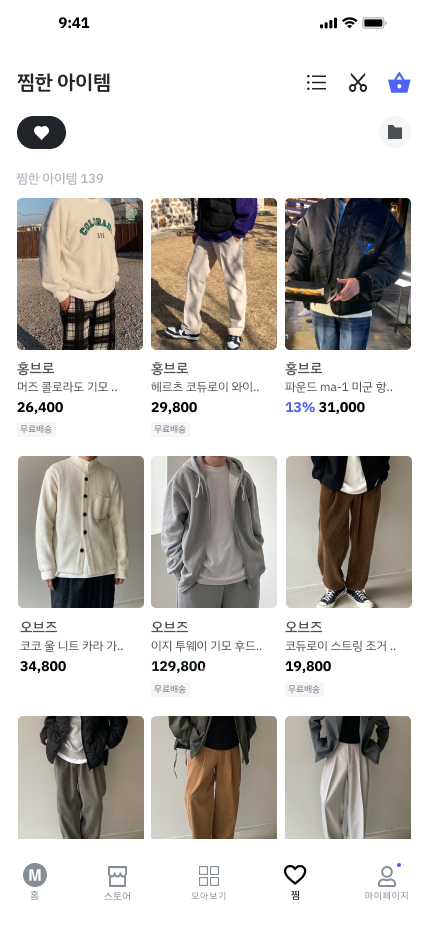 9:41
찜한 아이템
찜한 아이템 139
COL'RADO
홍브로
머즈 콜로라도 기모 ..
26,400
무료배송
홍브로
헤르츠 코듀로이 와이..
29,800
무료배송
홍브로
파운드 ma-1 미군 항..
13% 31,000
오브즈
코코 울 니트 카라 가..
34,800
오브즈
이지 투웨이 기모 후드..
129,800
무료배송
오브즈
코듀로이 스트링 조거 ..
19,800
무료배송
M
홈
스토어
모아보기
찜
마이페이지